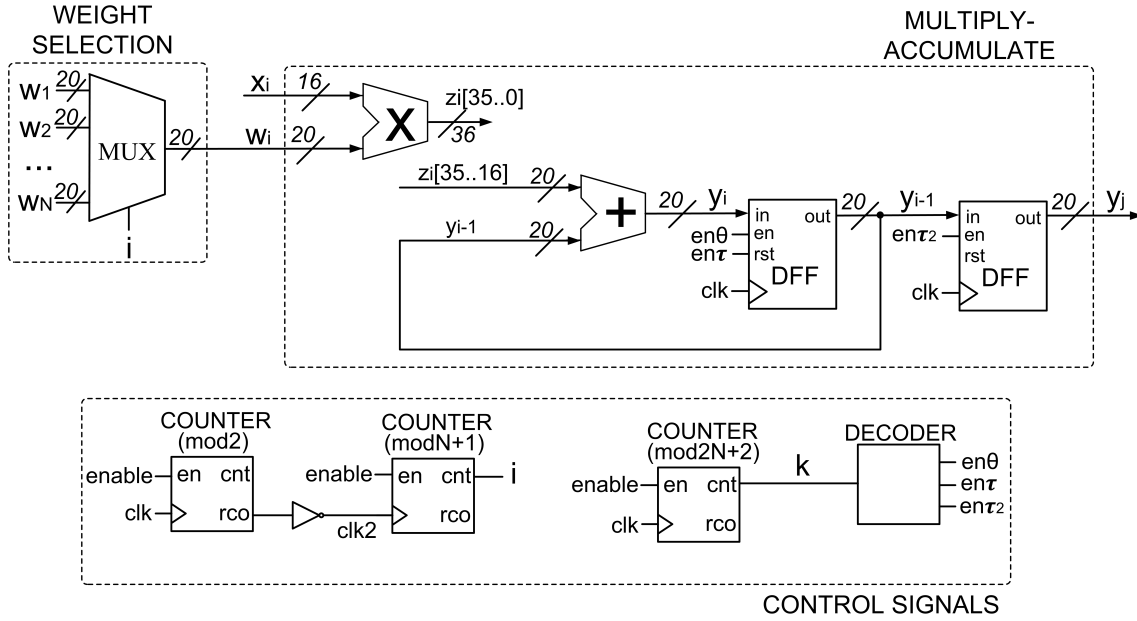 WEIGHT
SELECTION
MULTIPLY-
ACCUMULATE
w1
20
w2
20
...
wN
20
MUX
i
20
wi
20
xi
16
X
zi[35..0]
36
zi[35..16]
20
yi-1
20
+
20
yi
in
out
enθ
en
enτ
rst
DFF
clk
20
yi-1
in
out
enτ2
en
rst
DFF
clk
20
yj
COUNTER
(mod2)
enable
en
cnt
clk
rco
clk2
COUNTER
(modN+1)
enable
en
cnt
i
rco
COUNTER
(mod2N+2)
enable
en
cnt
clk
rco
k
DECODER
enθ
enτ
enτ2
CONTROL SIGNALS